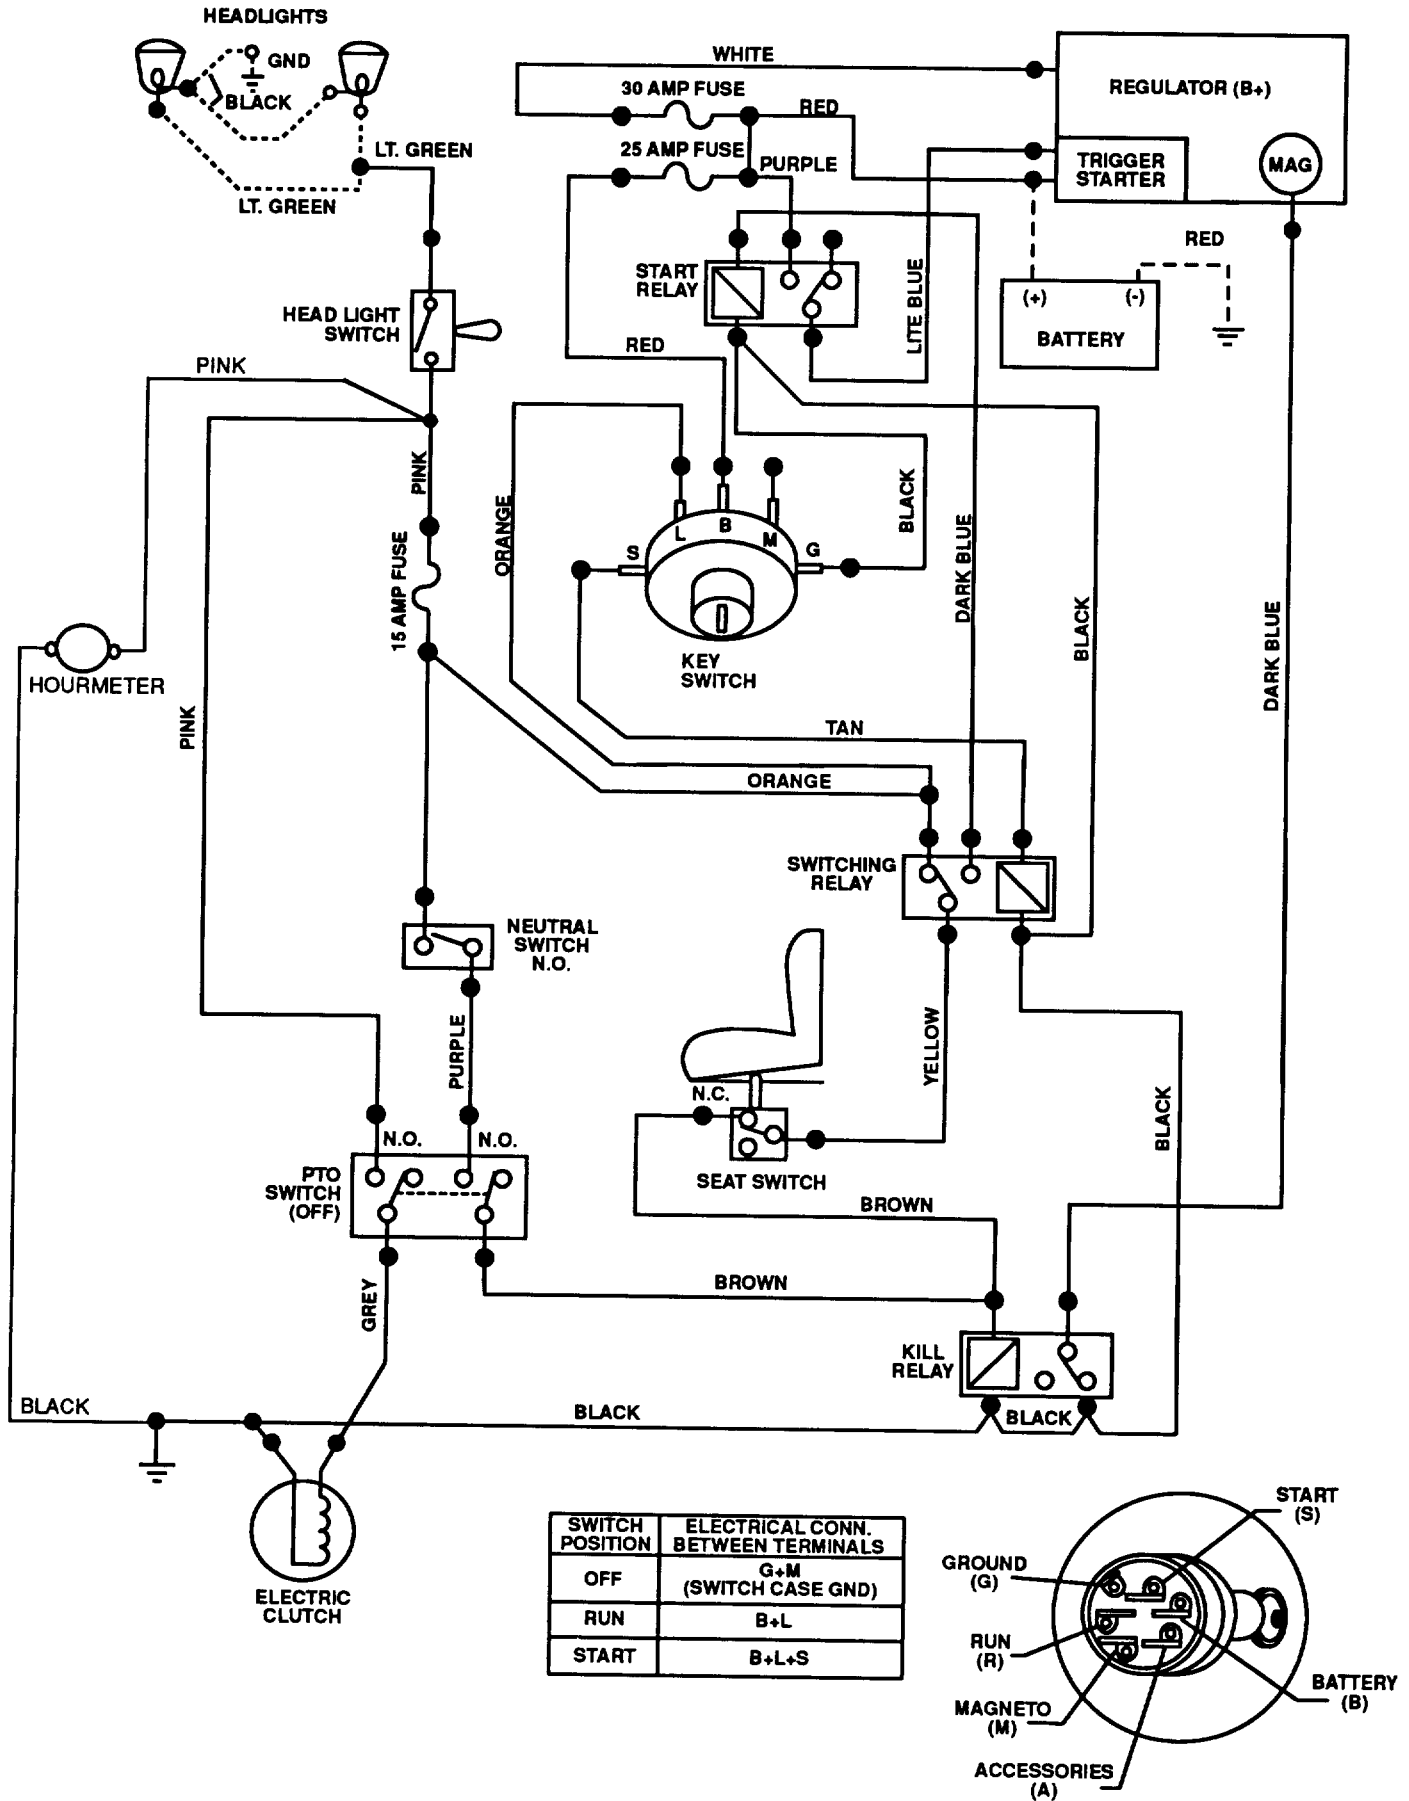 HEADLIGHTS
GND
BLACK
LT. GREEN
LT. GREEN
WHITE
30 AMP FUSE
RED
25 AMP FUSE
PURPLE
REGULATOR (B+)
TRIGGER
STARTER
MAG
RED
(+)
(-)
BATTERY
START
RELAY
LITE BLUE
HEAD LIGHT
SWITCH
PINK
RED
PINK
ORANGE
BLACK
L
B
M
S
G
DARK BLUE
BLACK
DARK BLUE
15 AMP FUSE
KEY
SWITCH
HOURMETER
PINK
TAN
ORANGE
SWITCHING
RELAY
NEUTRAL
SWITCH
N.O.
PURPLE
YELLOW
BLACK
N.C.
SEAT SWITCH
N.O.
N.O.
PTO
SWITCH
(OFF)
BROWN
BROWN
GREY
KILL
RELAY
BLACK
BLACK
BLACK
ELECTRIC
CLUTCH
SWITCH
POSITION
ELECTRICAL CONN.
BETWEEN TERMINALS
OFF
G+M
(SWITCH CASE GND)
RUN
B+L
START
B+L+S
START
(S)
GROUND
(G)
RUN
(R)
BATTERY
(B)
MAGNETO
(M)
ACCESSORIES
(A)